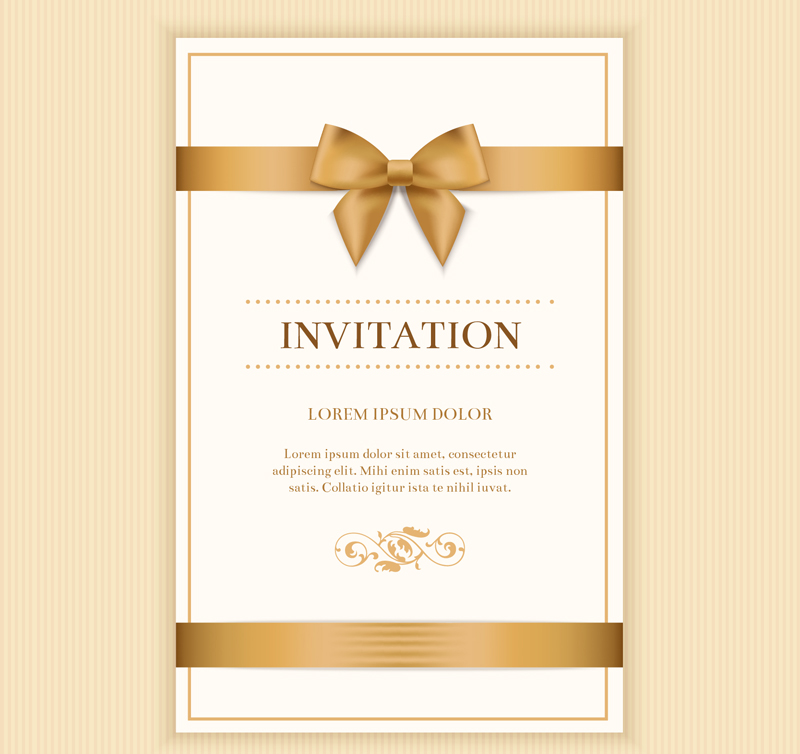 INVITATION
LOREM IPSUM DOLOR
Lorem ipsum dolor sit amet, consectetur
adipiscing elit. Mihi enim satis est, ipsis non
satis. Collatio igitur ista te nihil iuvat.